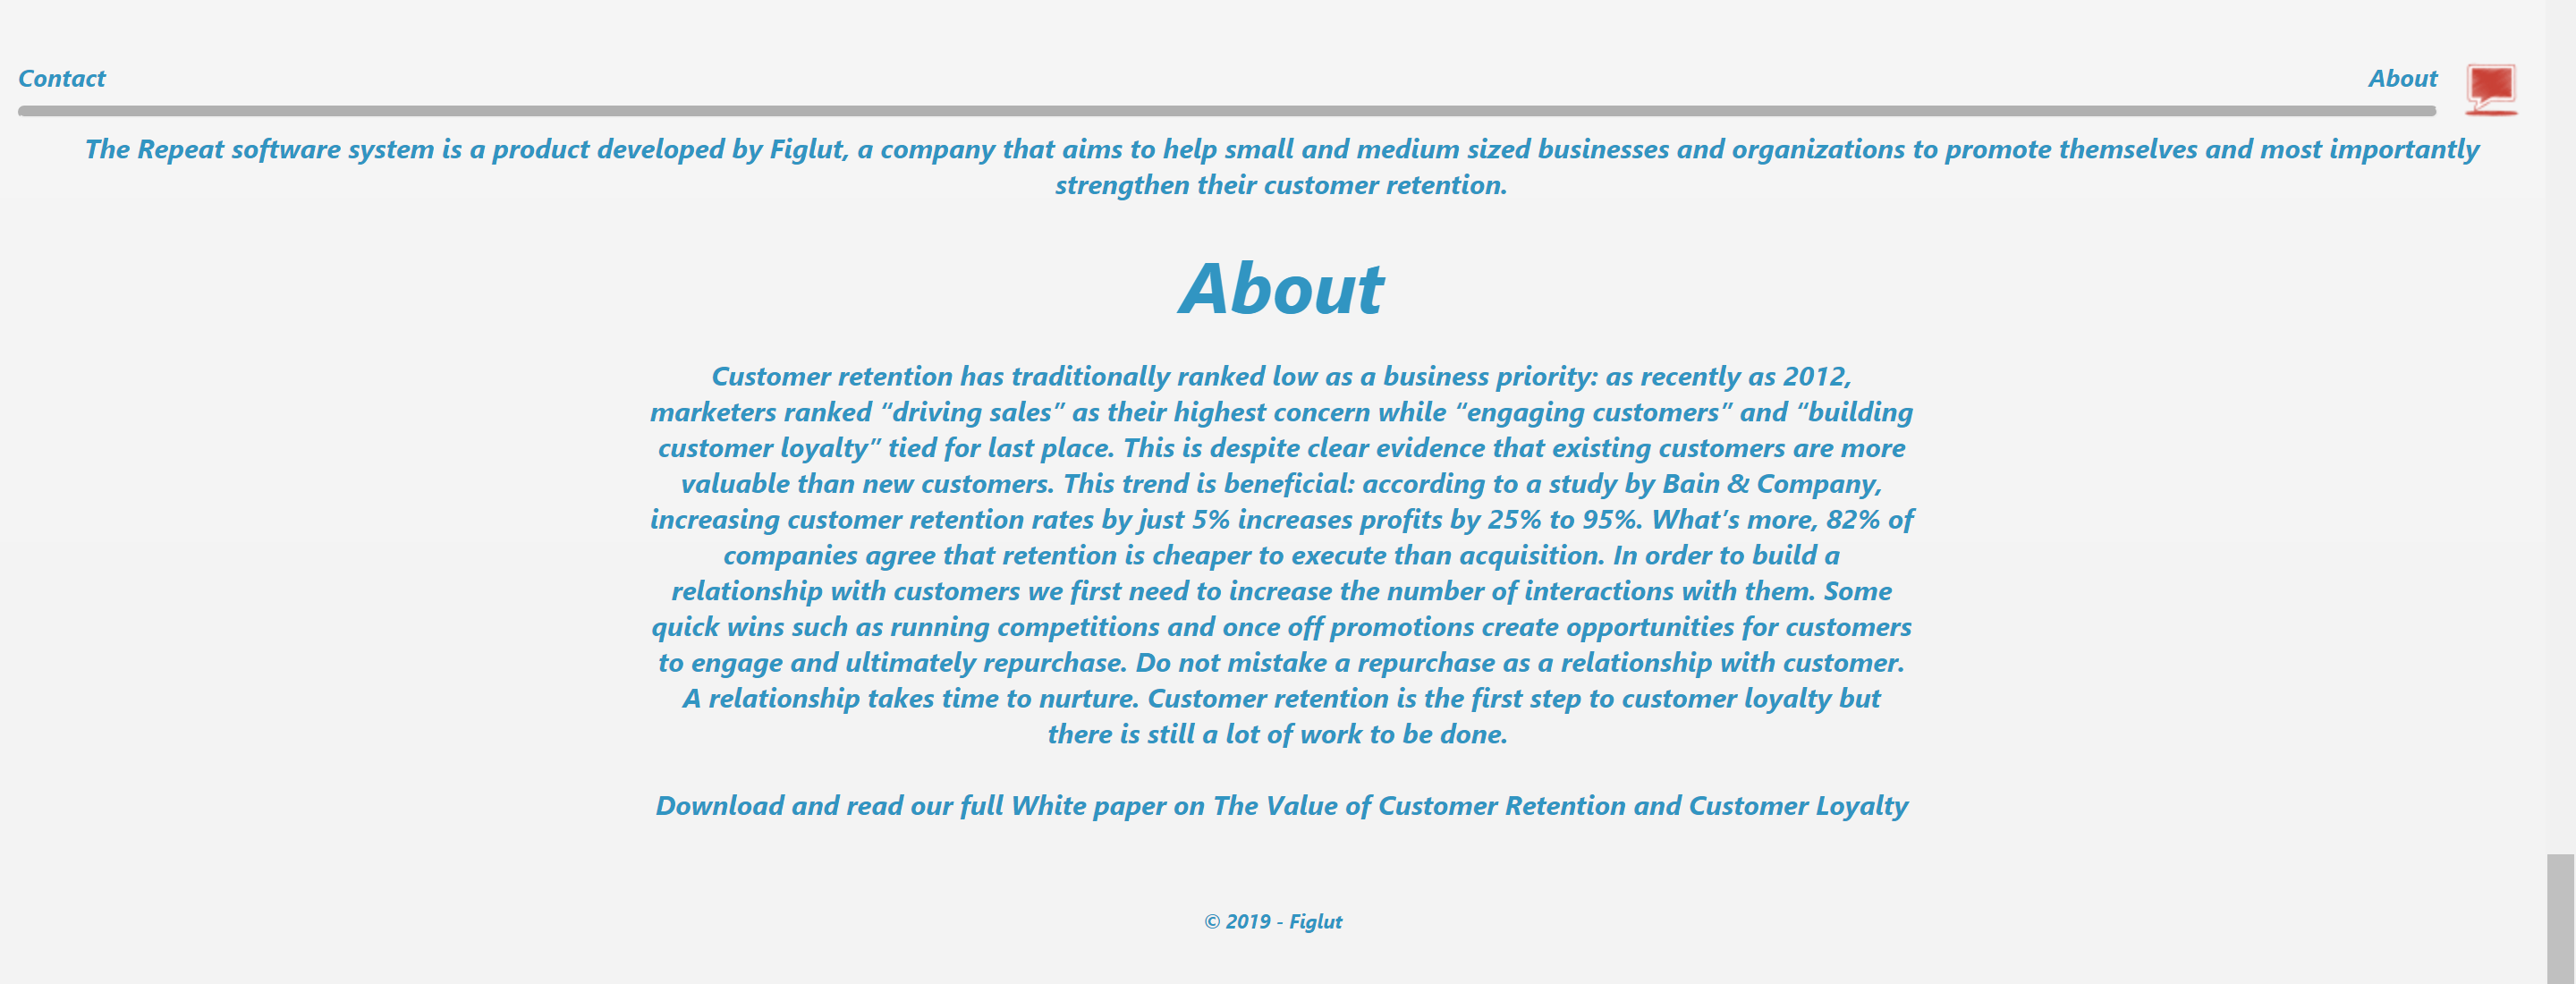 Contact
About
The Repeat software system is a product developed by Figlut, a company that aims to help small and medium sized businesses and organizations to promote themselves and most importantly
strengthen their customer retention.
About
Customer retention has traditionally ranked low as a business priority: as recently as 2012,
marketers ranked “driving sales” as their highest concern while “engaging customers” and “building
customer loyalty” tied for last place. This is despite clear evidence that existing customers are more
valuable than new customers. This trend is beneficial: according to a study by Bain & Company,
increasing customer retention rates by just 5% increases profits by 25% to 95%. What's more, 82% of
companies agree that retention is cheaper to execute than acquisition. In order to build a
relationship with customers we first need to increase the number of interactions with them. Some
quick wins such as running competitions and once off promotions create opportunities for customers
to engage and ultimately repurchase. Do not mistake a repurchase as a relationship with customer.
A relationship takes time to nurture. Customer retention is the first step to customer loyalty but
there is still a lot of work to be done.
Download and read our full White paper on The Value of Customer Retention and Customer Loyalty
© 2019 - Figlut